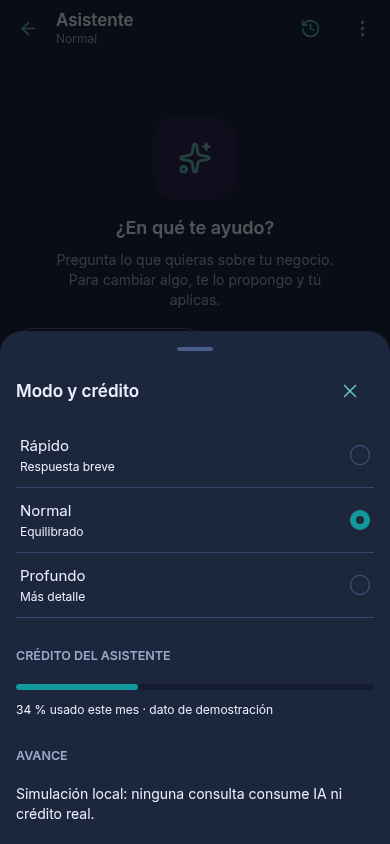 Asistente
Normal
¿En qué te ayudo?
Pregunta lo que quieras sobre tu negocio.
Para cambiar algo, te lo propongo y tú
aplicas.
Modo y crédito
Rápido
Respuesta breve
Normal
Equilibrado
Profundo
Más detalle
CRÉDITO DEL ASISTENTE
34 % usado este mes · dato de demostración
AVANCE
Simulación local: ninguna consulta consume IA ni
crédito real.